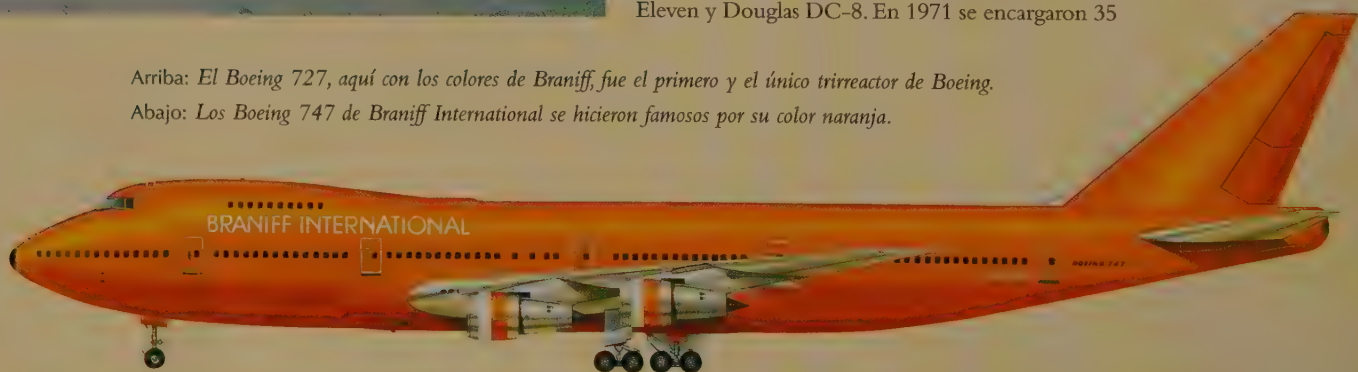 Eleven y Douglas DC-8. En 1971 se encargaron 35
Arriba: El Boeing 727, aquí con los colores de Braniff, fue el primero y el único trirreactor de Boeing.
Abajo: Los Boeing 747 de Braniff International se hicieron famosos por su color naranja.
BRANIFF INTERNATIONAL
BOEING 747